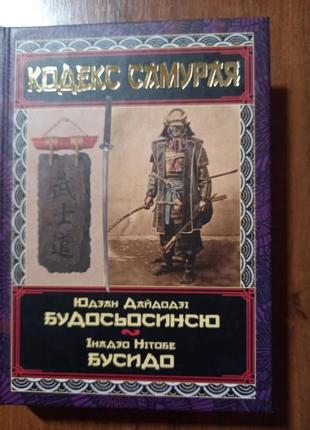 КОДЕКС САМУРАЯ
武士道
Юдзан Дайдодзі
БУДОСЬОСИНСЮ
Інадзо Нітобе
БУСИДО